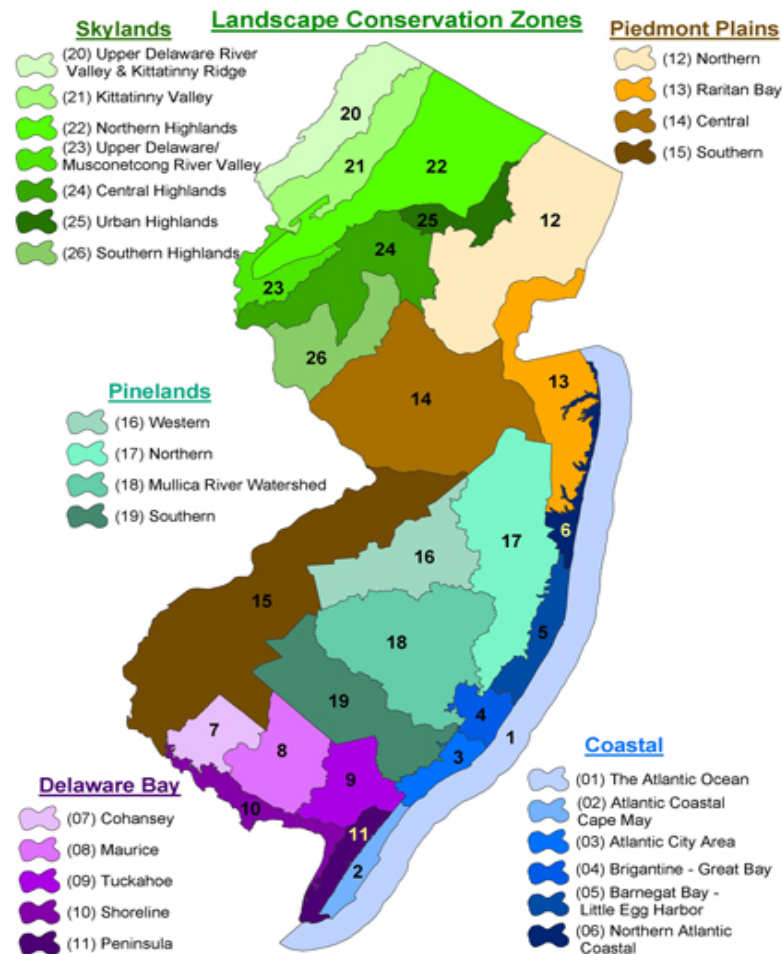 Landscape Conservation Zones
Skylands
(20) Upper Delaware River
Valley & Kittatinny Ridge
(21) Kittatinny Valley
(22) Northern Highlands
(23) Upper Delaware/
Musconetcong River Valley
(24) Central Highlands
(25) Urban Highlands
(26) Southern Highlands
Piedmont Plains
(12) Northern
(13) Raritan Bay
(14) Central
(15) Southern
Pinelands
(16) Western
(17) Northern
(18) Mullica River Watershed
(19) Southern
Delaware Bay
(07) Cohansey
(08) Maurice
(09) Tuckahoe
(10) Shoreline
(11) Peninsula
Coastal
(01) The Atlantic Ocean
(02) Atlantic Coastal
Cape May
(03) Atlantic City Area
(04) Brigantine - Great Bay
(05) Barnegat Bay -
Little Egg Harbor
(06) Northern Atlantic
Coastal
20
21
22
25
12
24
23
26
13
14
6
17
16
15
5
18
19
4
7
1
8
3
9
10
11
2